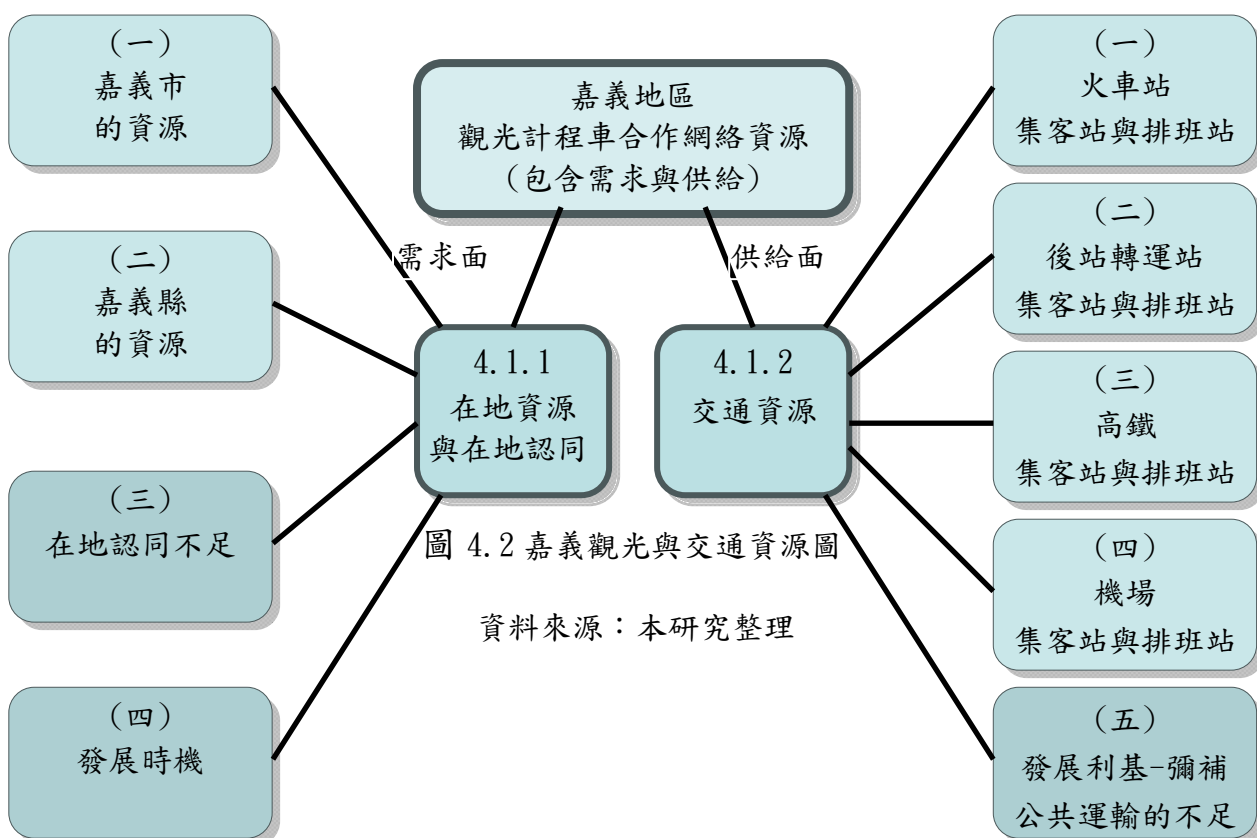 嘉義地區
觀光計程車合作網絡資源
(包含需求與供給)
需求面
供給面
4.1.1
在地資源
與在地認同
4.1.2
交通資源
(一)
嘉義市
的資源
(二)
嘉義縣
的資源
(三)
在地認同不足
(四)
發展時機
(一)
火車站
集客站與排班站
(二)
後站轉運站
集客站與排班站
(三)
高鐵
集客站與排班站
(四)
機場
集客站與排班站
(五)
發展利基-彌補
公共運輸的不足
圖 4.2 嘉義觀光與交通資源圖
資料來源：本研究整理